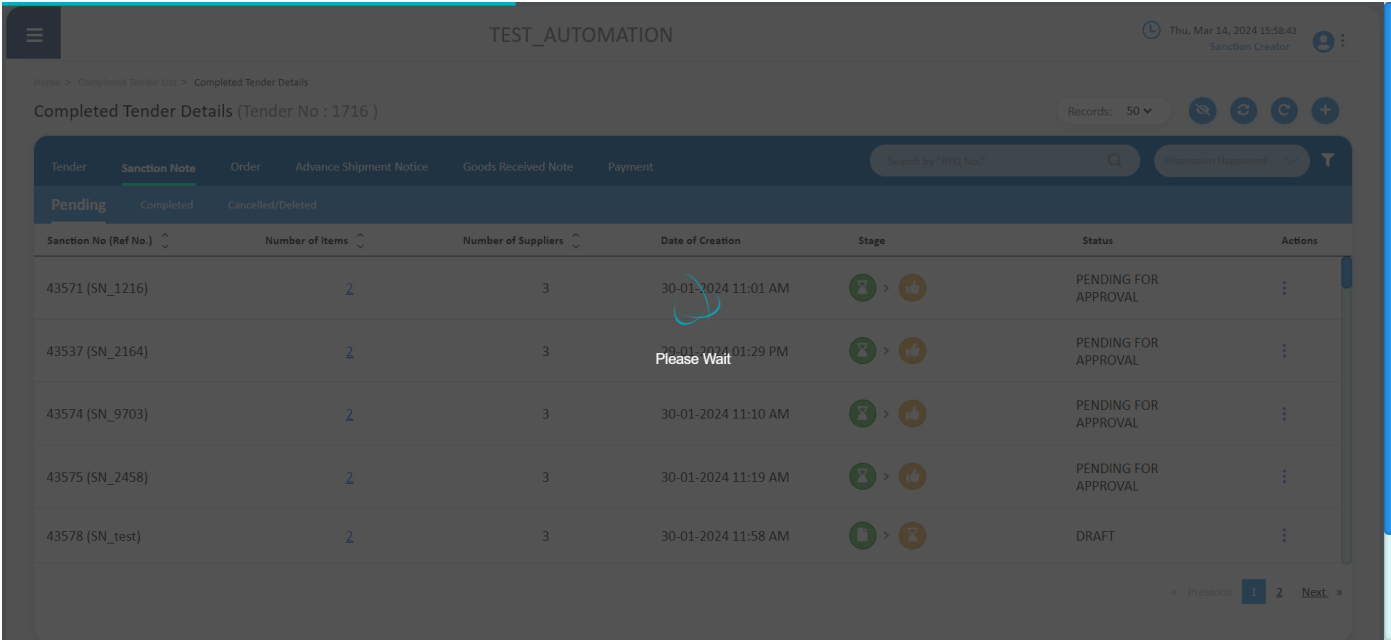 TEST_AUTOMATION
Thu, Mar 14, 2024 15:58:43
Sanction Creator
Home > Completed Tender List > Completed Tender Details
Completed Tender Details (Tender No : 1716 )
Records: 50
Tender Sanction Note Order Advance Shipment Notice Goods Received Note Payment
Search by "RFQ No." Discussion Happened
Pending Completed Cancelled/Deleted
Sanction No (Ref No.) Number of Items Number of Suppliers Date of Creation Stage Status Actions
43571 (SN_1216) 2 3 30-01-2024 11:01 AM > PENDING FOR
APPROVAL
43537 (SN_2164) 2 3 29-01-2024 01:29 PM > PENDING FOR
APPROVAL
Please Wait
43574 (SN_9703) 2 3 30-01-2024 11:10 AM > PENDING FOR
APPROVAL
43575 (SN_2458) 2 3 30-01-2024 11:19 AM > PENDING FOR
APPROVAL
43578 (SN_test) 2 3 30-01-2024 11:58 AM > DRAFT
« Previous 1 2 Next »